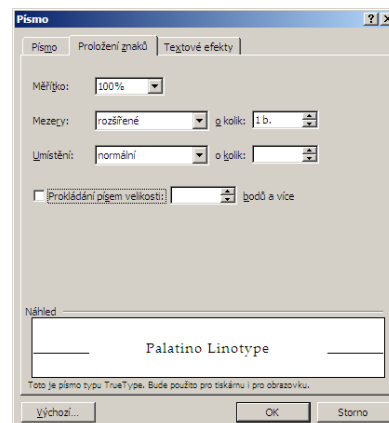 Písmo
Písmo Proložení znaků Textové efekty
Měřítko: 100%
Mezery: rozšířené o kolik: 1 b.
Umístění: normální o kolik:
Prokládání písem velikosti: bodů a více
Náhled
Palatino Linotype
Toto je písmo typu TrueType. Bude použito pro tiskárnu i pro obrazovku.
Výchozí... OK Storno